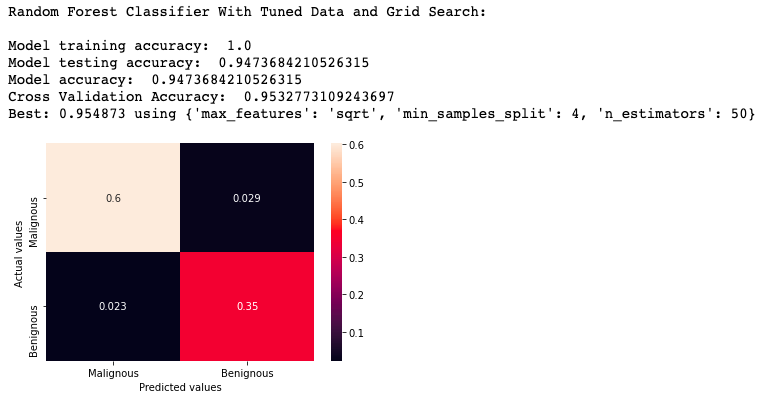 Random Forest Classifier With Tuned Data and Grid Search:
Model training accuracy:  1.0
Model testing accuracy:  0.9473684210526315
Model accuracy:  0.9473684210526315
Cross Validation Accuracy:  0.9532773109243697
Best: 0.954873 using {'max_features': 'sqrt', 'min_samples_split': 4, 'n_estimators': 50}
Actual values
Malignous
Benignous
0.6
0.029
0.023
0.35
Malignous
Benignous
Predicted values
0.6
0.5
0.4
0.3
0.2
0.1